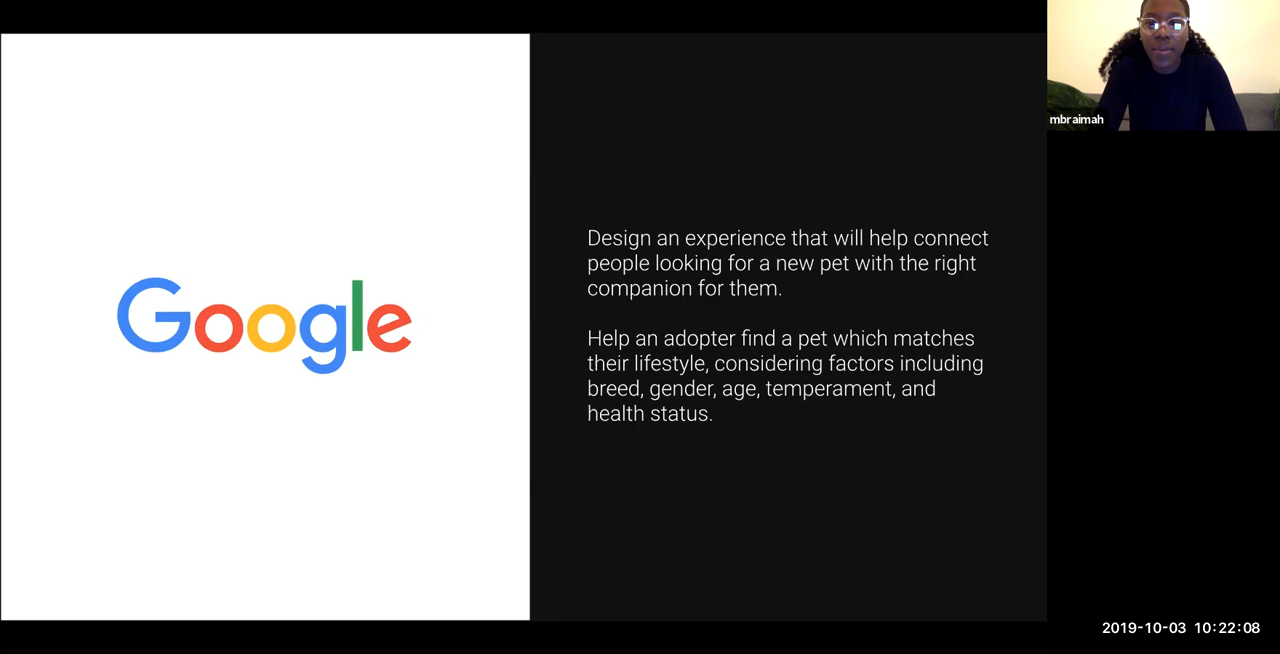 Google
Design an experience that will help connect
people looking for a new pet with the right
companion for them.
Help an adopter find a pet which matches
their lifestyle, considering factors including
breed, gender, age, temperament, and
health status.
mbraimah
2019-10-03 10:22:08